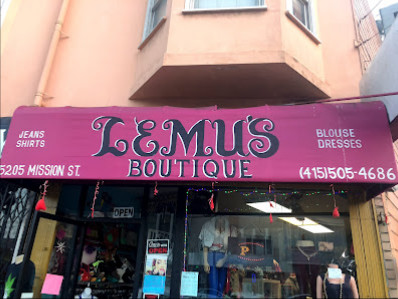 JEANS
SHIRTS
LEMU'S
BOUTIQUE
BLOUSE
DRESSES
5205 MISSION ST.
(415)505-4686
OPEN